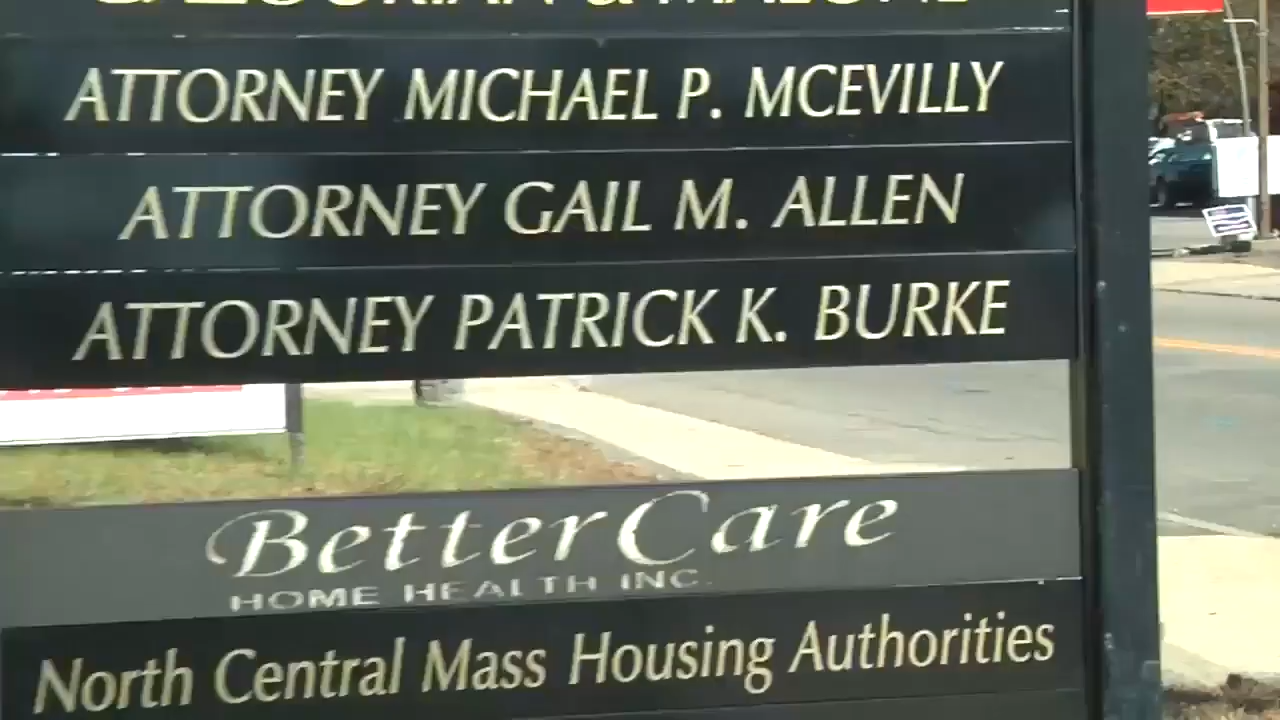 ATTORNEY MICHAEL P. MCEVILLY
ATTORNEY GAIL M. ALLEN
ATTORNEY PATRICK K. BURKE
BetterCare
HOME HEALTH INC.
North Central Mass Housing Authorities